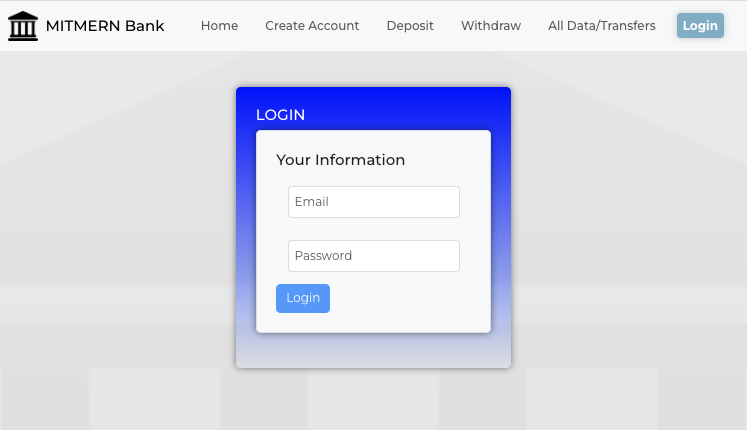 MITMERN Bank Home Create Account Deposit Withdraw All Data/Transfers Login
LOGIN
Your Information
Email
Password
Login